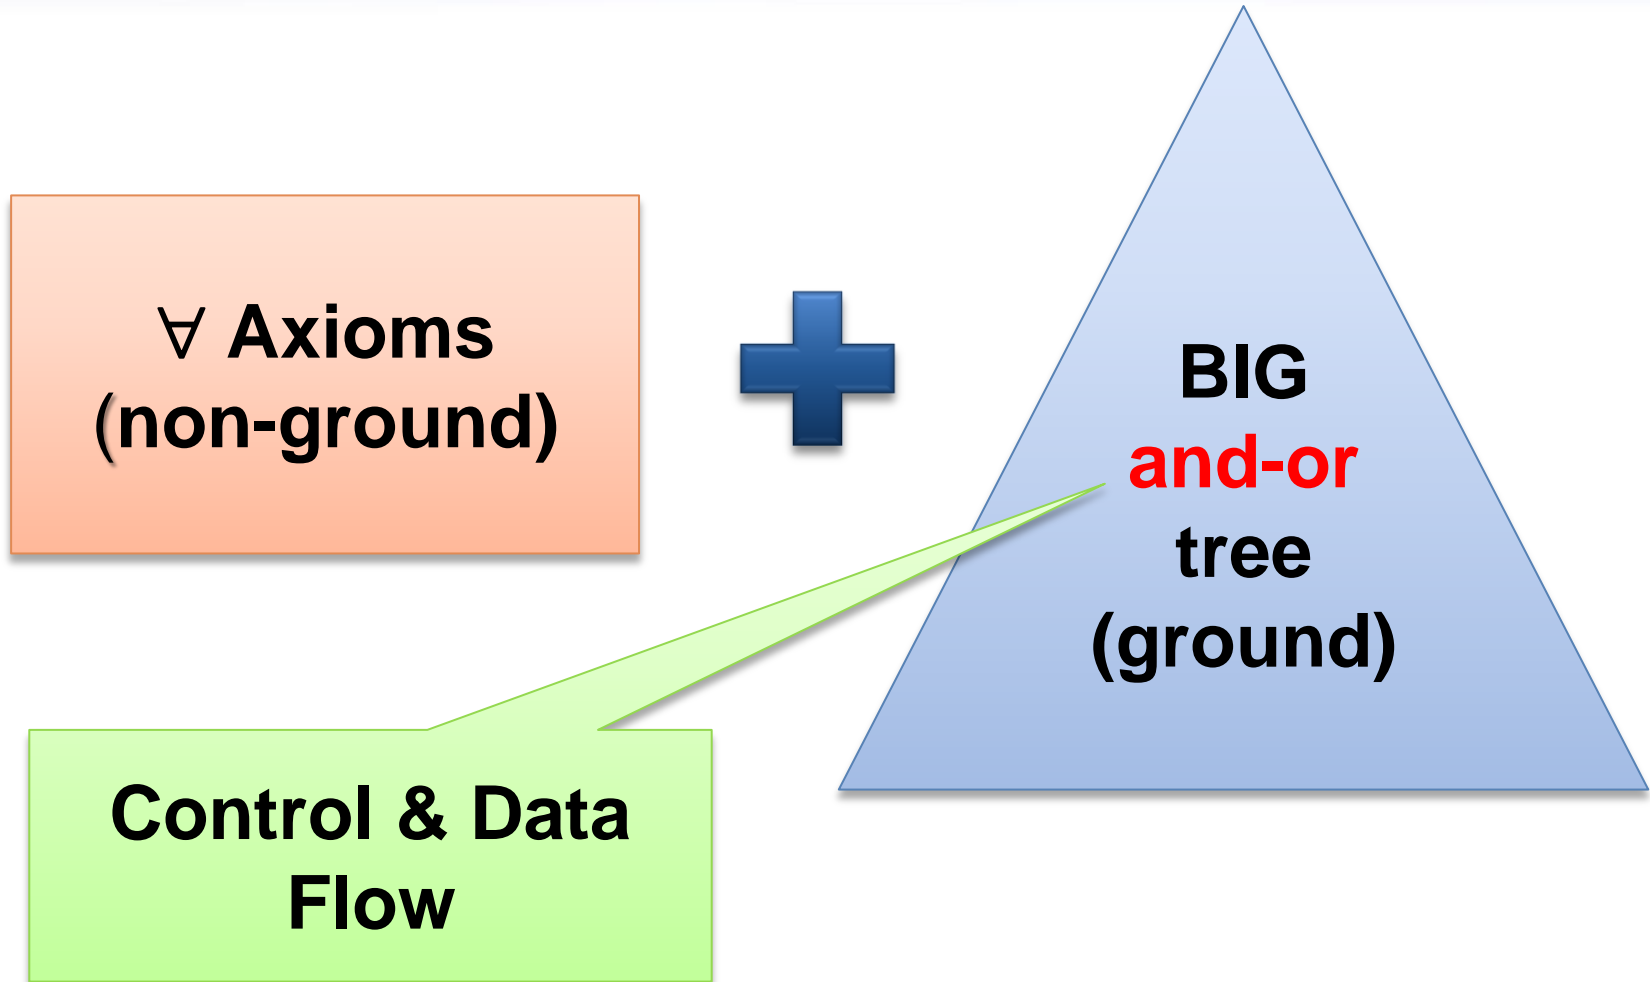 ∀ Axioms
(non-ground)
BIG
and-or
tree
(ground)
Control & Data
Flow